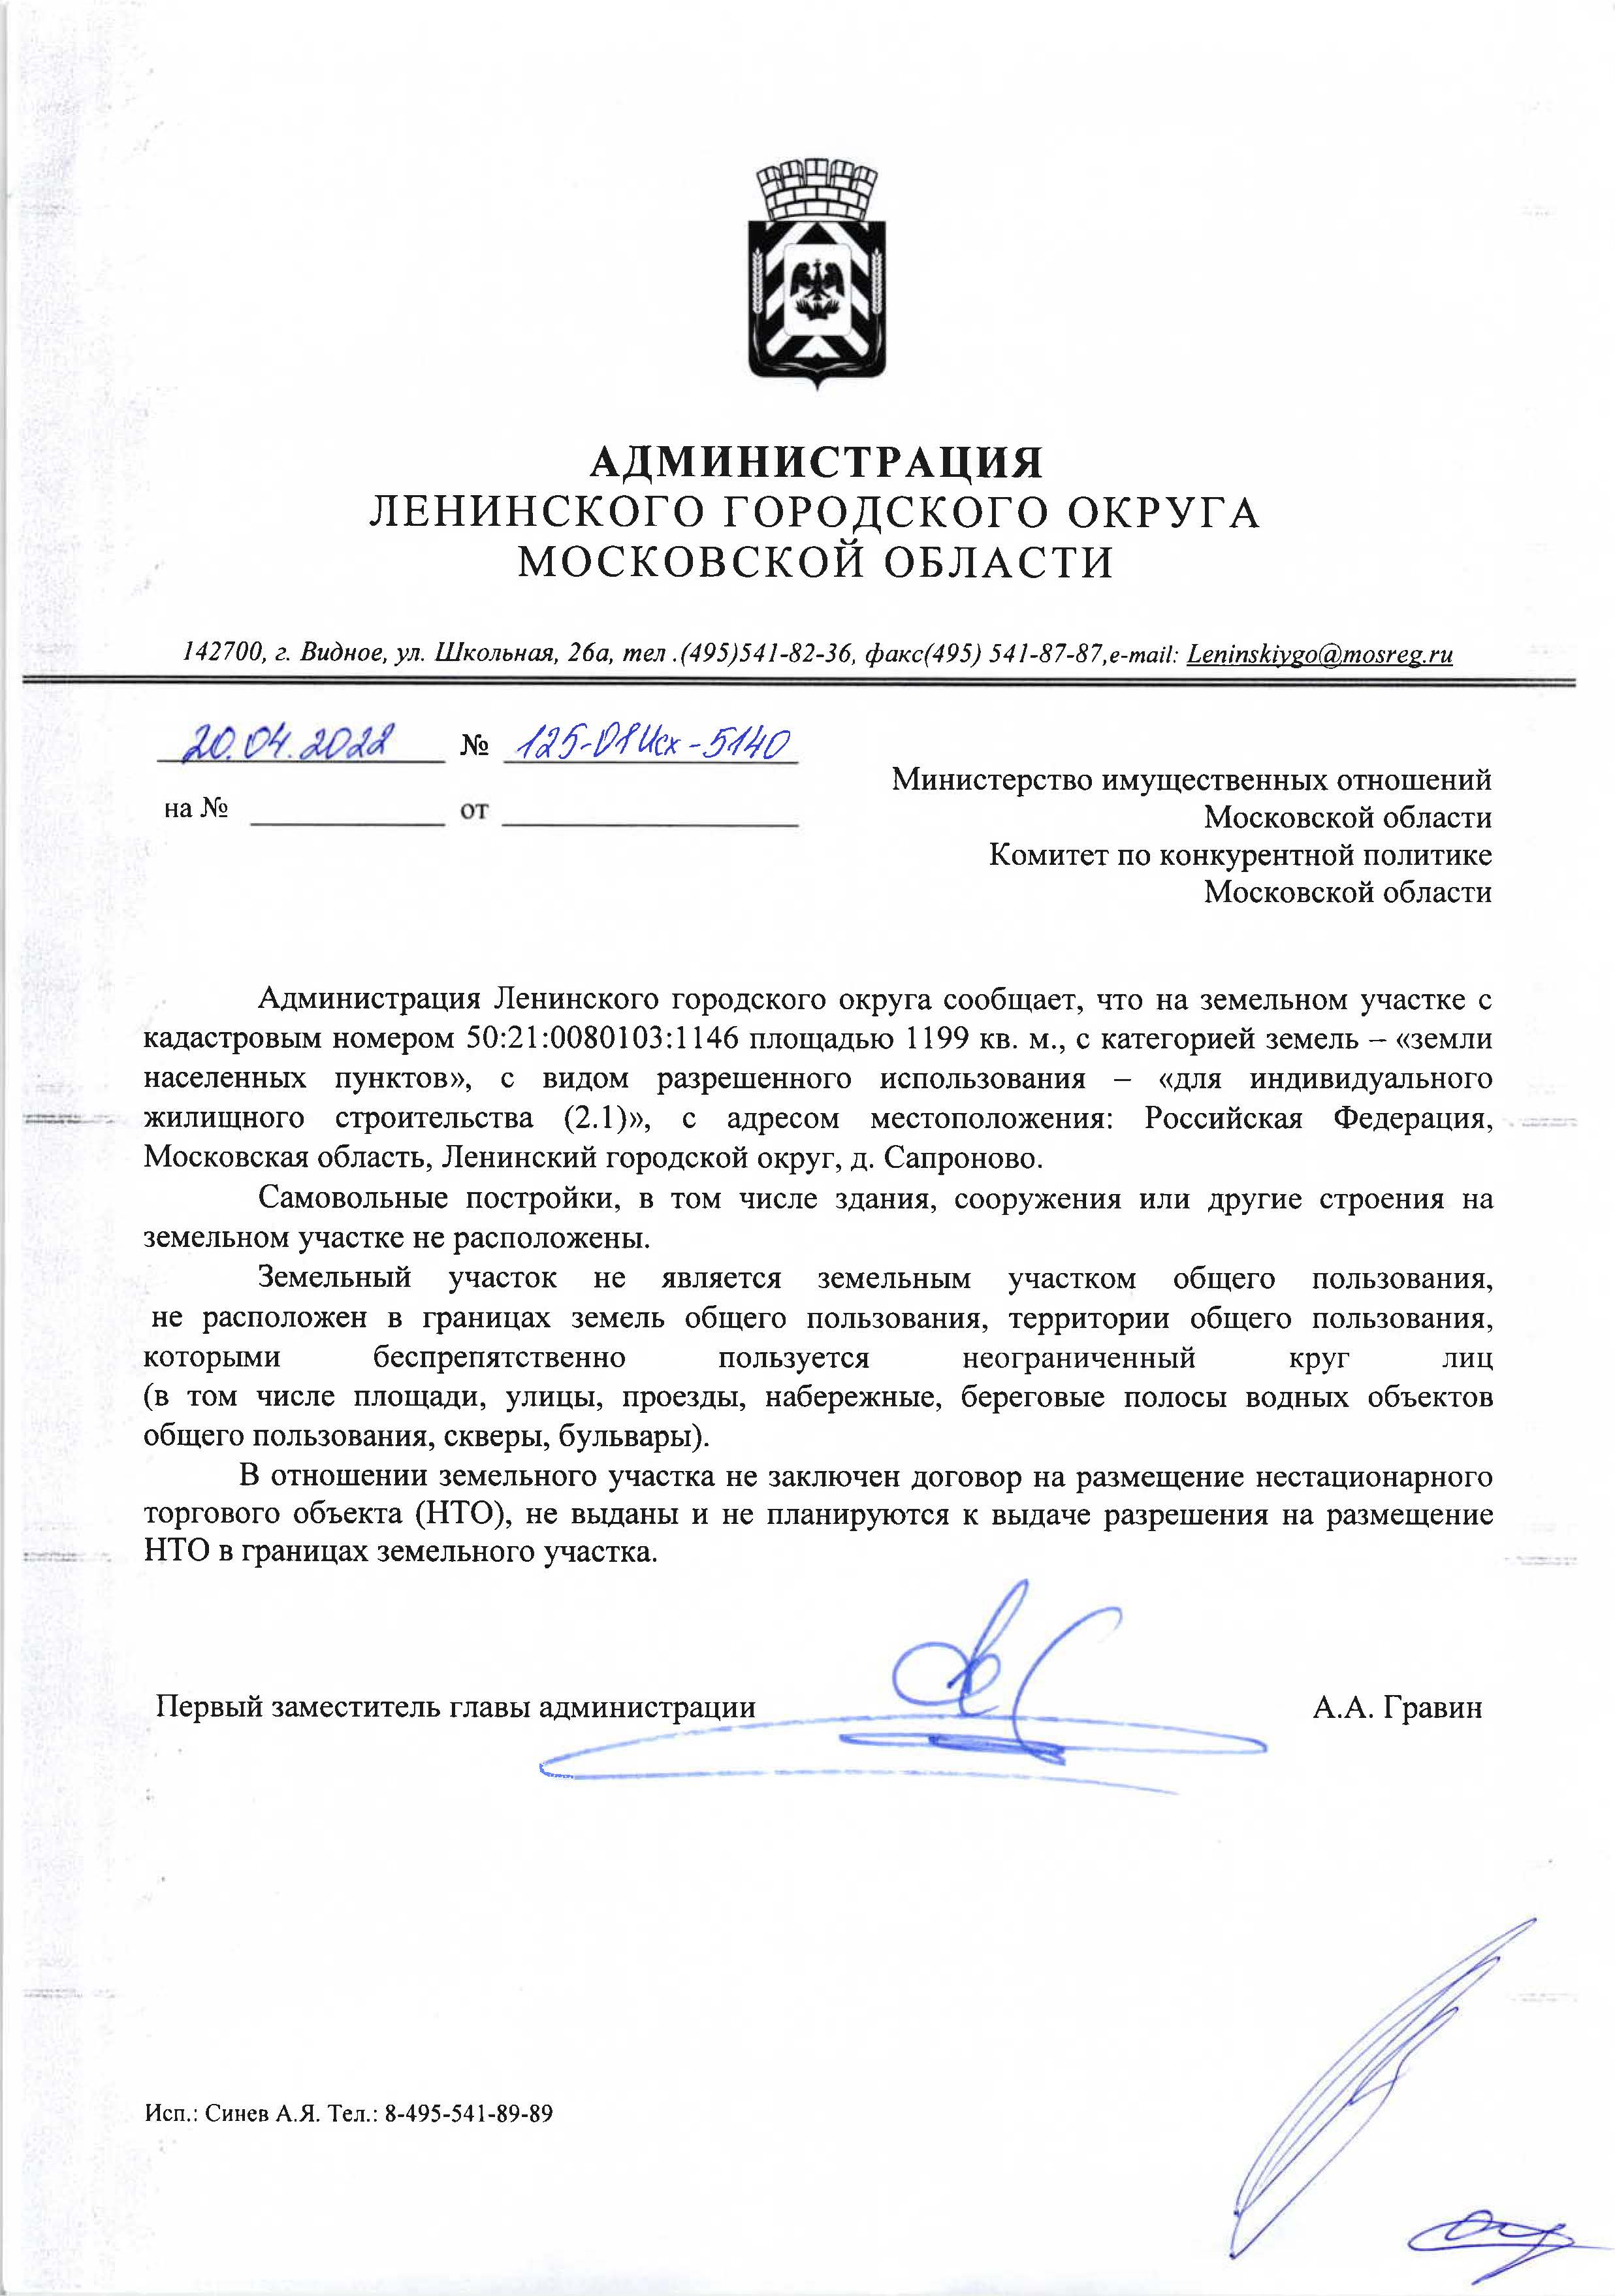 АДМИНИСТРАЦИЯ
ЛЕНИНСКОГО ГОРОДСКОГО ОКРУГА
МОСКОВСКОЙ ОБЛАСТИ
142700, г. Видное, ул. Школьная, 26а, тел .(495)541-82-36, факс(495) 541-87-87,e-mail: Leninskiygo@mosreg.ru
20.04.2022 № 125-01Исх-5140
на № от
Министерство имущественных отношений
Московской области
Комитет по конкурентной политике
Московской области
Администрация Ленинского городского округа сообщает, что на земельном участке с
кадастровым номером 50:21:0080103:1146 площадью 1199 кв. м., с категорией земель – «земли
населенных пунктов», с видом разрешенного использования – «для индивидуального
жилищного строительства (2.1)», с адресом местоположения: Российская Федерация,
Московская область, Ленинский городской округ, д. Сапроново.
Самовольные постройки, в том числе здания, сооружения или другие строения на
земельном участке не расположены.
Земельный участок не является земельным участком общего пользования,
не расположен в границах земель общего пользования, территории общего пользования,
которыми беспрепятственно пользуется неограниченный круг лиц
(в том числе площади, улицы, проезды, набережные, береговые полосы водных объектов
общего пользования, скверы, бульвары).
В отношении земельного участка не заключен договор на размещение нестационарного
торгового объекта (НТО), не выданы и не планируются к выдаче разрешения на размещение
НТО в границах земельного участка.
Первый заместитель главы администрации А.А. Гравин
Исп.: Синев А.Я. Тел.: 8-495-541-89-89